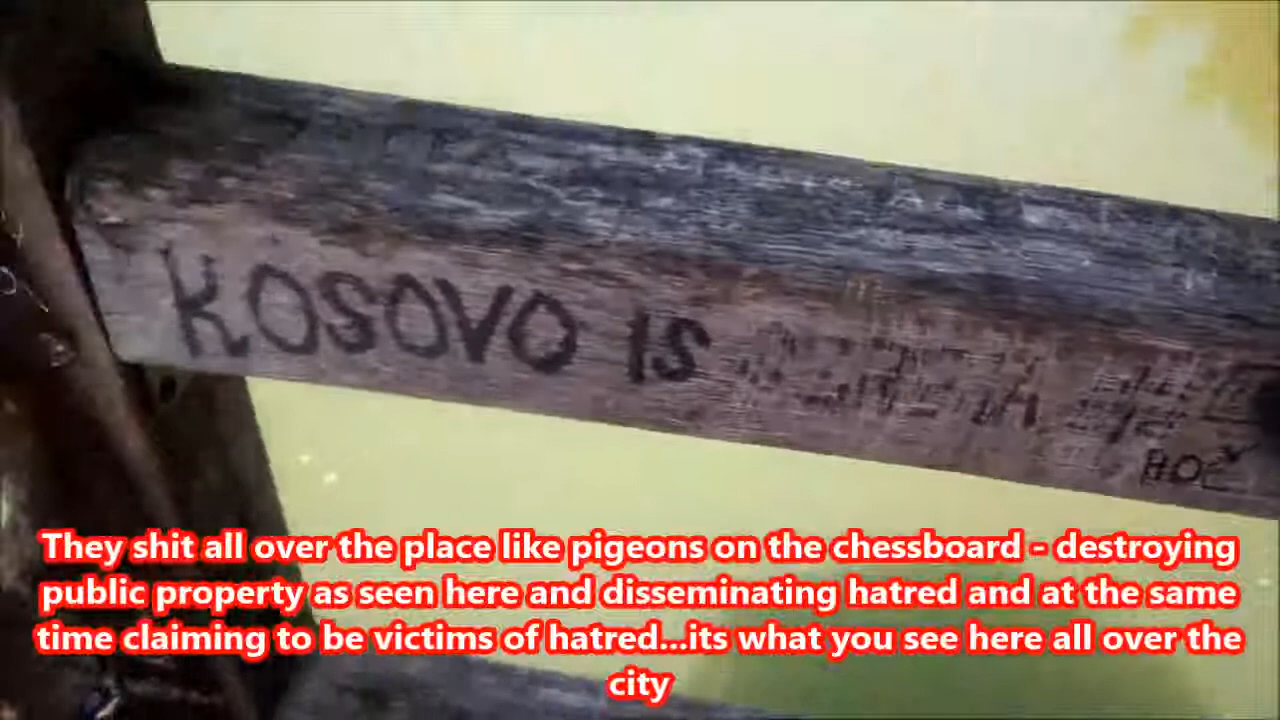 KOSOVO IS
They shit all over the place like pigeons on the chessboard - destroying
public property as seen here and disseminating hatred and at the same
time claiming to be victims of hatred...its what you see here all over the
city